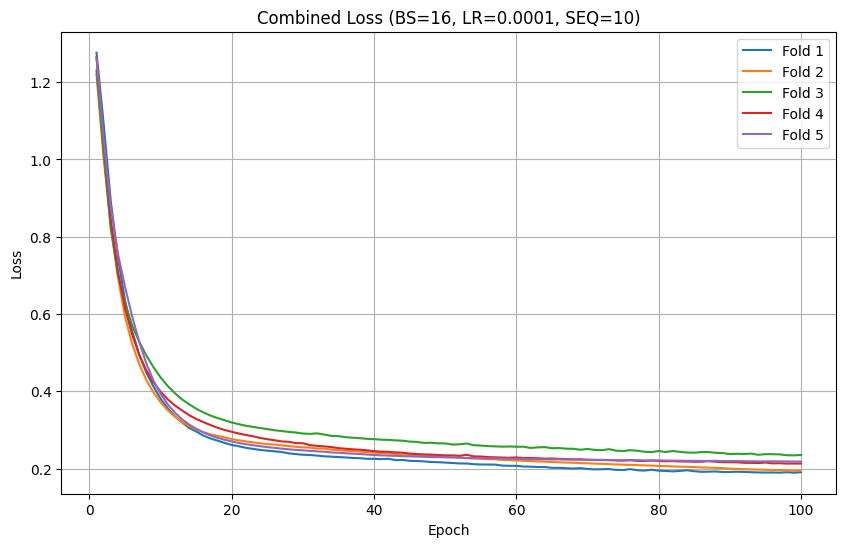 Combined Loss (BS=16, LR=0.0001, SEQ=10)
Fold 1
Fold 2
Fold 3
Fold 4
Fold 5
Loss
1.2
1.0
0.8
0.6
0.4
0.2
0 20 40 60 80 100
Epoch